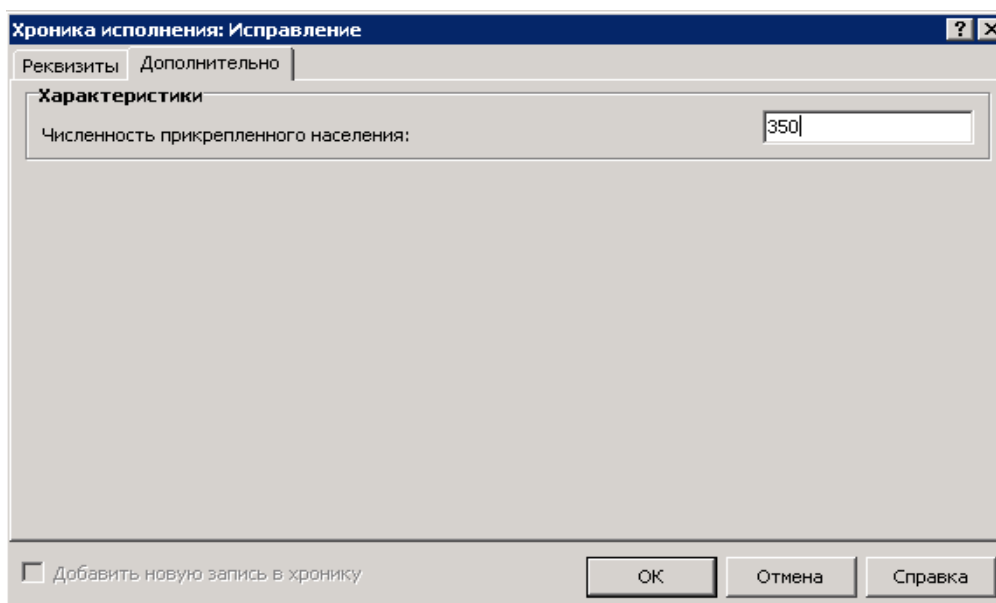 Хроника исполнения: Исправление
Реквизиты Дополнительно
Характеристики
Численность прикрепленного населения: 350
Добавить новую запись в хронику OK Отмена Справка